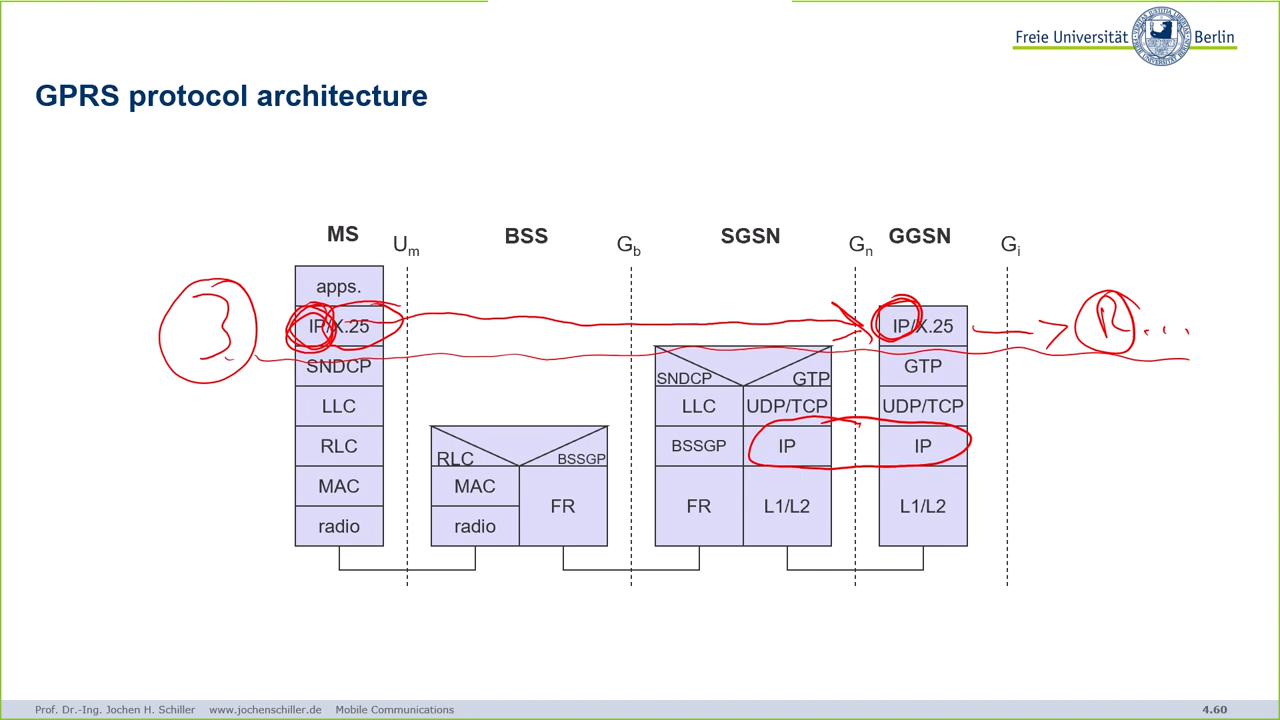 Freie Universität Berlin
GPRS protocol architecture
MS Um BSS Gb SGSN Gn GGSN Gi
apps.
3 IP/X.25 IP/X.25 R...
SNDCP SNDCP GTP GTP
LLC LLC UDP/TCP UDP/TCP
RLC RLC BSSGP BSSGP IP IP
MAC MAC FR FR L1/L2 L1/L2
radio radio
Prof. Dr.-Ing. Jochen H. Schiller www.jochenschiller.de Mobile Communications 4.60